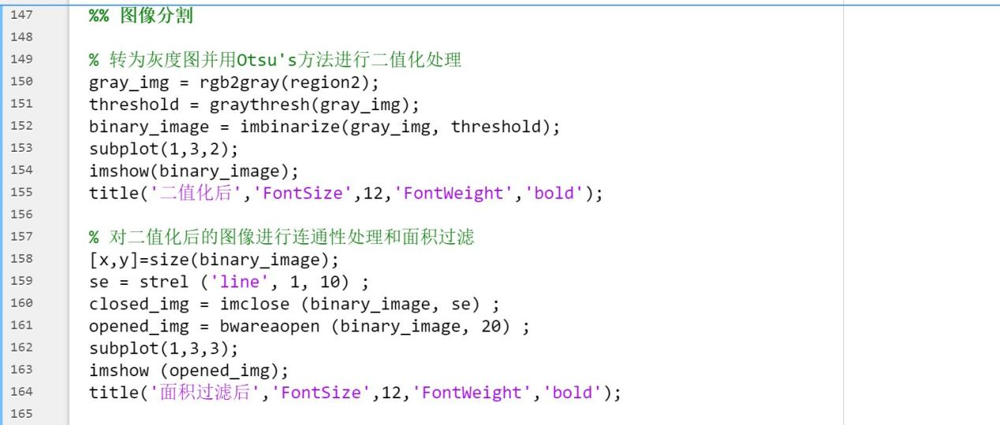 147 %% 图像分割
148
149 % 转为灰度图并用Otsu's方法进行二值化处理
150 gray_img = rgb2gray(region2);
151 threshold = graythresh(gray_img);
152 binary_image = imbinarize(gray_img, threshold);
153 subplot(1,3,2);
154 imshow(binary_image);
155 title('二值化后','FontSize',12,'FontWeight','bold');
156
157 % 对二值化后的图像进行连通性处理和面积过滤
158 [x,y]=size(binary_image);
159 se = strel ('line', 1, 10) ;
160 closed_img = imclose (binary_image, se) ;
161 opened_img = bwareaopen (binary_image, 20) ;
162 subplot(1,3,3);
163 imshow (opened_img);
164 title('面积过滤后','FontSize',12,'FontWeight','bold');
165